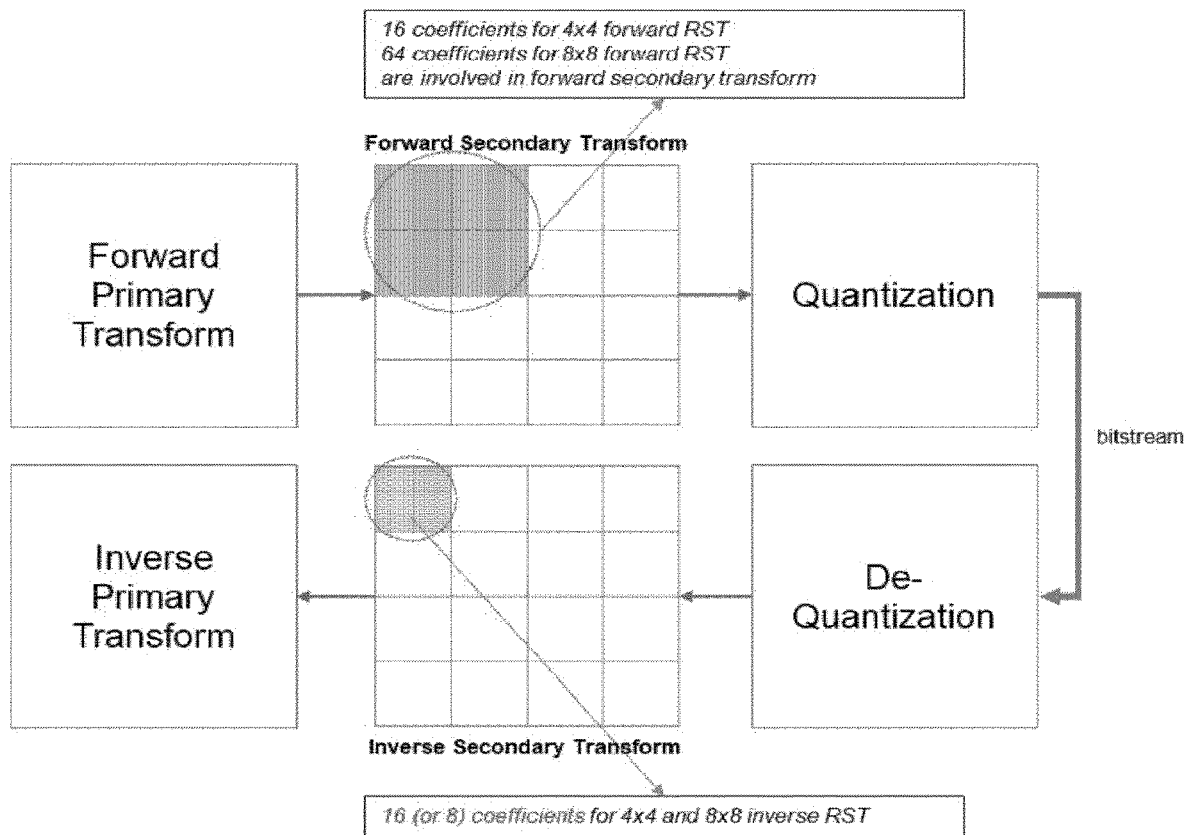 16 coefficients for 4x4 forward RST
64 coefficients for 8x8 forward RST
are involved in forward secondary transform
Forward Secondary Transform
Forward
Primary
Transform
Quantization
bitstream
Inverse
Primary
Transform
De-
Quantization
Inverse Secondary Transform
16 (or 8) coefficients for 4x4 and 8x8 inverse RST